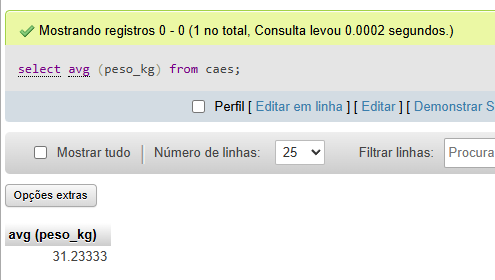 Mostrando registros 0 - 0 (1 no total, Consulta levou 0.0002 segundos.)
select avg (peso_kg) from caes;
Perfil [ Editar em linha ] [ Editar ] [ Demonstrar S
Mostrar tudo Número de linhas: 25 Filtrar linhas: Procura
Opções extras
avg (peso_kg)
31.23333